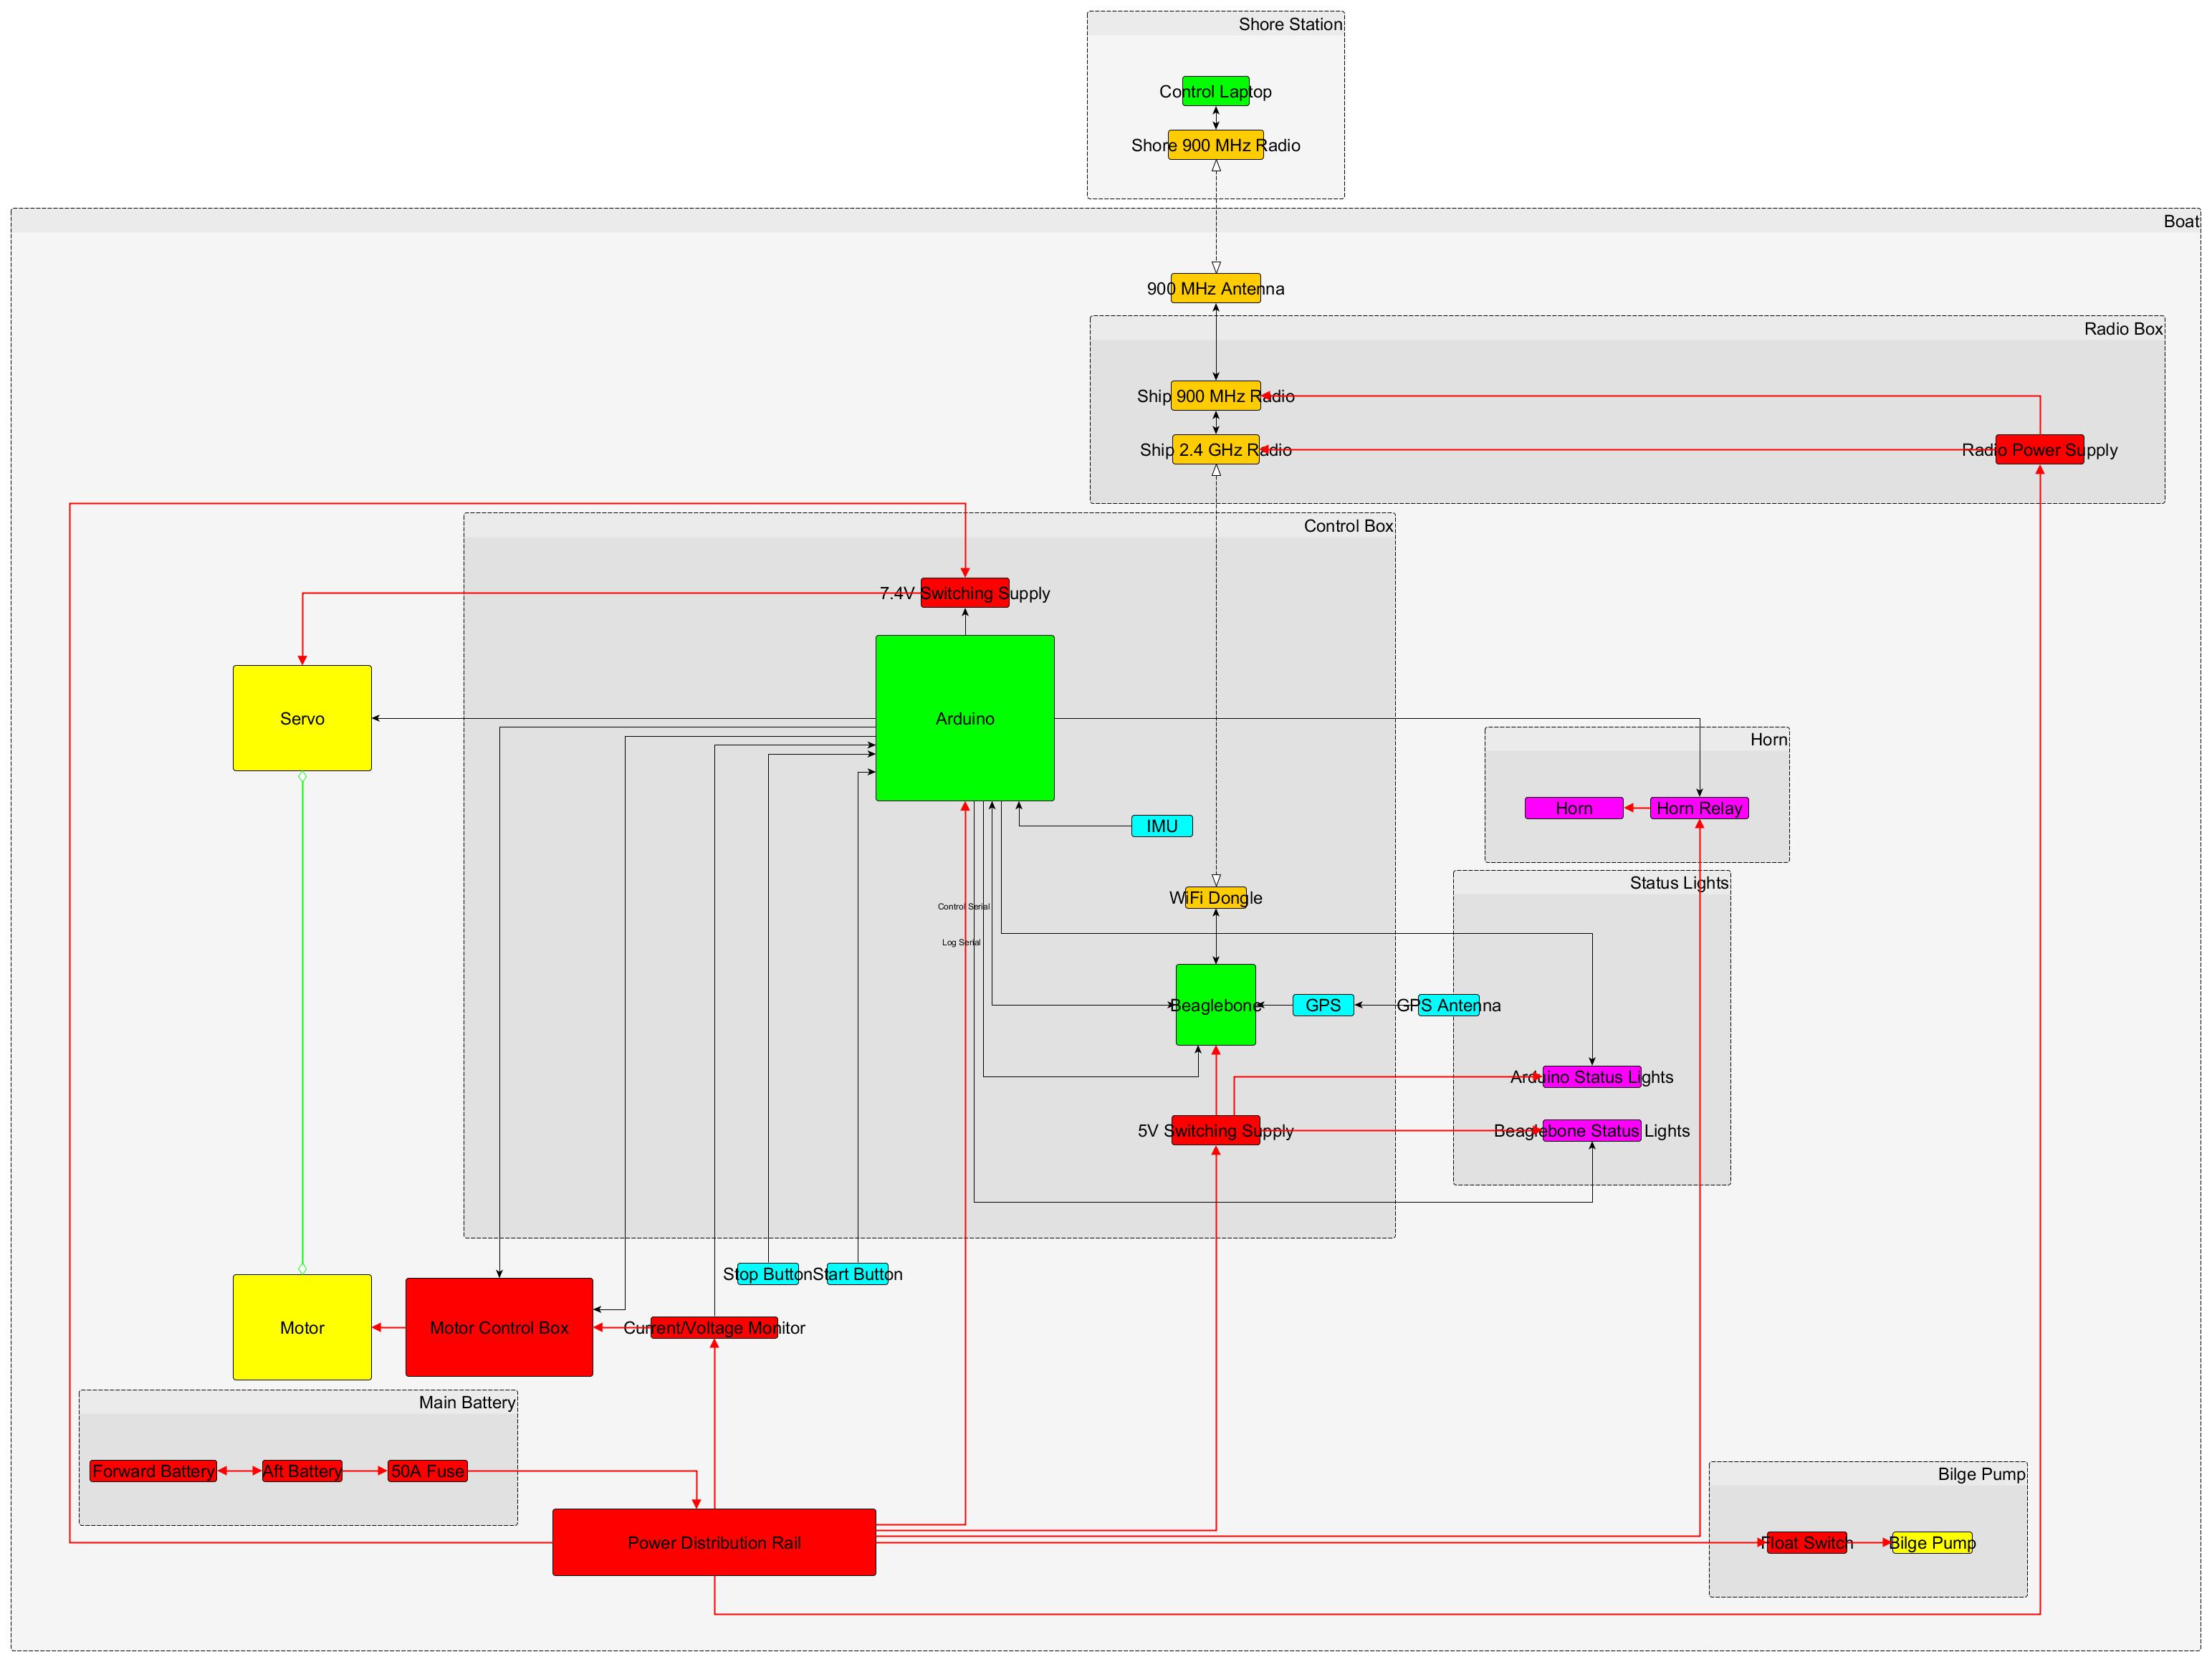 Shore Station
Control Laptop
Shore 900 MHz Radio
Boat
900 MHz Antenna
Radio Box
Ship 900 MHz Radio
Ship 2.4 GHz Radio
Radio Power Supply
Control Box
7.4V Switching Supply
Servo
Arduino
Horn
Horn
Horn Relay
IMU
Status Lights
WiFi Dongle
Control Serial
Log Serial
Beaglebone
GPS
GPS Antenna
Arduino Status Lights
5V Switching Supply
Beaglebone Status Lights
Stop Button
Start Button
Motor
Motor Control Box
Current/Voltage Monitor
Main Battery
Forward Battery
Aft Battery
50A Fuse
Bilge Pump
Power Distribution Rail
Float Switch
Bilge Pump